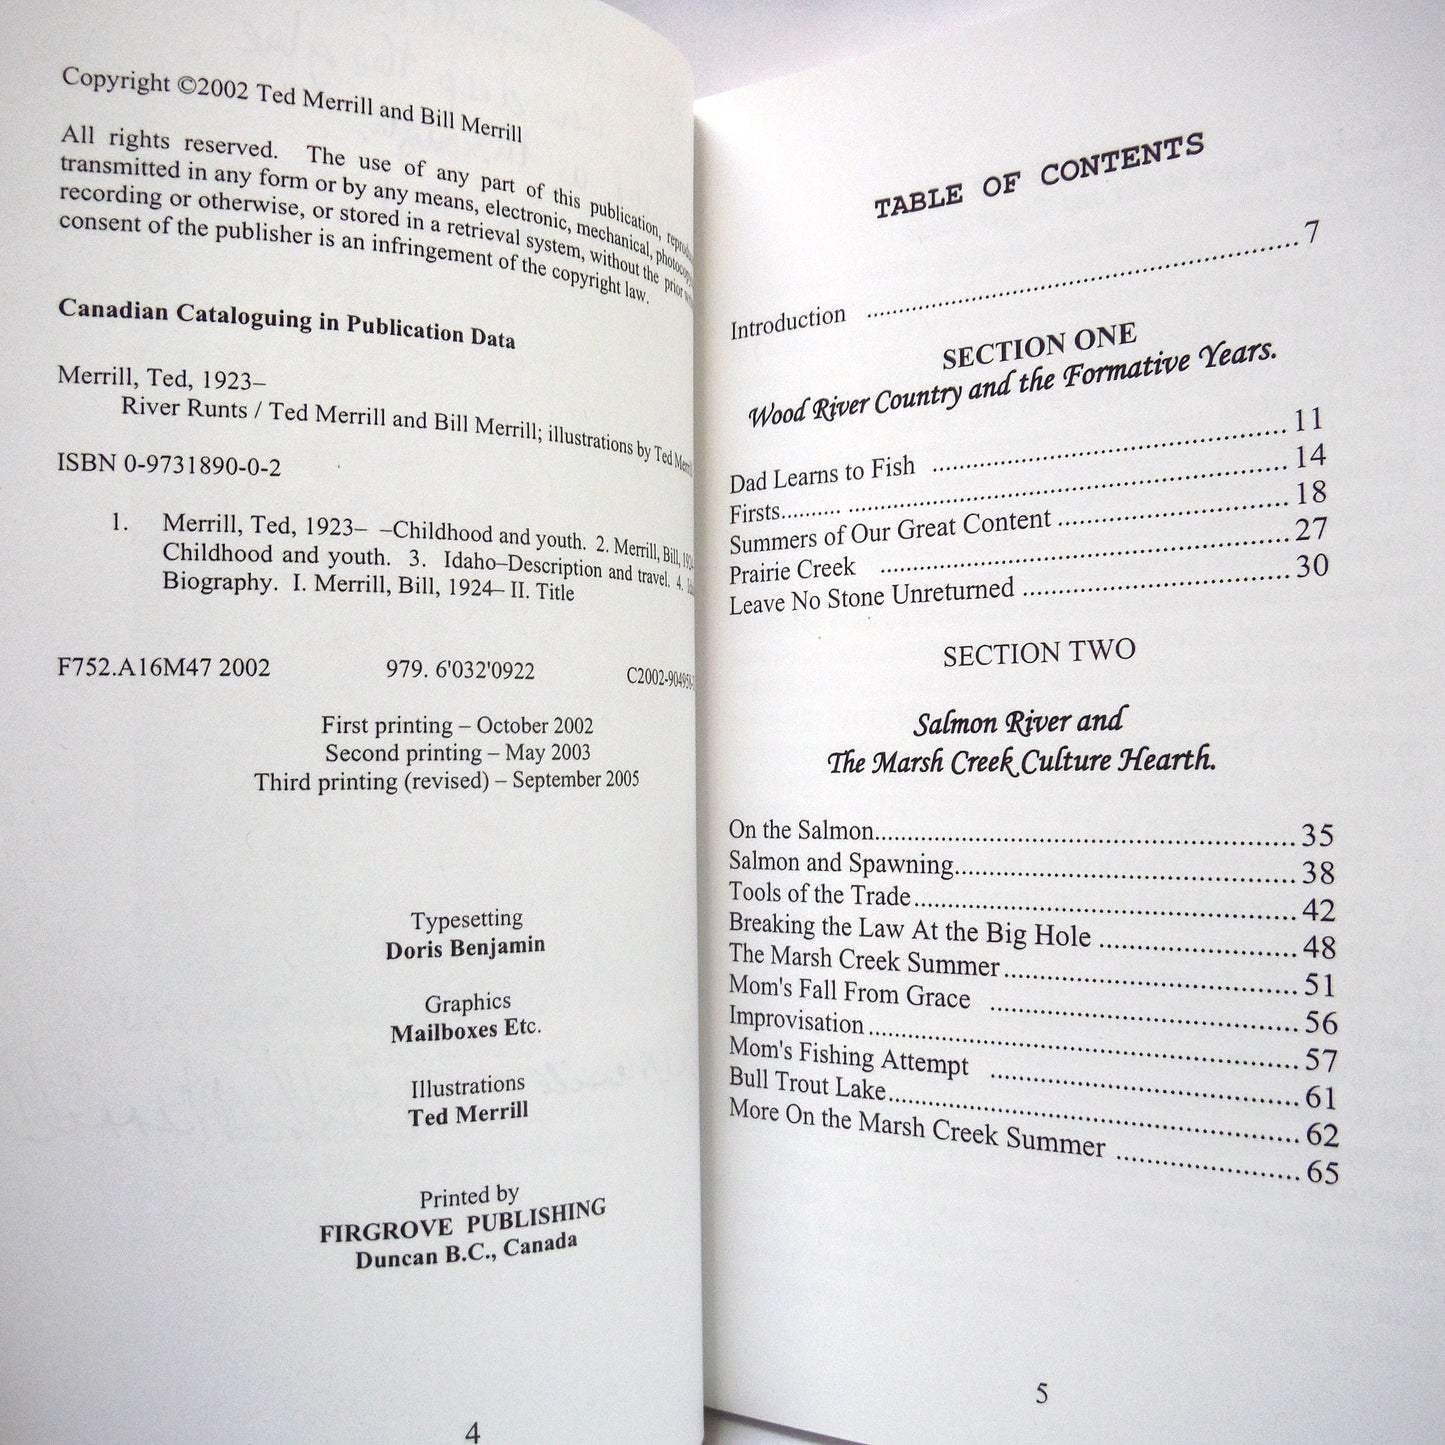 Copyright ©2002 Ted Merrill and Bill Merrill
All rights reserved. The use of any part of this publication,
transmitted in any form or by any means, electronic, mechanical,
recording or otherwise, or stored in a retrieval system, without the prior
consent of the publisher is an infringement of the copyright law.
Canadian Cataloguing in Publication Data
Merrill, Ted, 1923–
River Runts / Ted Merrill and Bill Merrill; illustrations by Ted
ISBN 0-9731890-0-2
1. Merrill, Ted, 1923– –Childhood and youth. 2. Merrill, Bill,
Childhood and youth. 3. Idaho–Description and travel. 4.
Biography. I. Merrill, Bill, 1924– II. Title
F752.A16M47 2002 979. 6'032'0922
First printing – October 2002
Second printing – May 2003
Third printing (revised) – September 2005
Typesetting
Doris Benjamin
Graphics
Mailboxes Etc.
Illustrations
Ted Merrill
Printed by
FIRGROVE PUBLISHING
Duncan B.C., Canada
4
TABLE OF CONTENTS
Introduction ........................................ 7
SECTION ONE
Wood River Country and the Formative Years.
Dad Learns to Fish ........................................ 11
Firsts.......... ........................................ 14
Summers of Our Great Content ........................................ 18
Prairie Creek ........................................ 27
Leave No Stone Unreturned ........................................ 30
SECTION TWO
Salmon River and
The Marsh Creek Culture Hearth.
On the Salmon........................................ 35
Salmon and Spawning........................................ 38
Tools of the Trade........................................ 42
Breaking the Law At the Big Hole ........................................ 48
The Marsh Creek Summer........................................ 51
Mom's Fall From Grace ........................................ 56
Improvisation ........................................ 57
Mom's Fishing Attempt ........................................ 61
Bull Trout Lake........................................ 62
More On the Marsh Creek Summer ........................................ 65
5